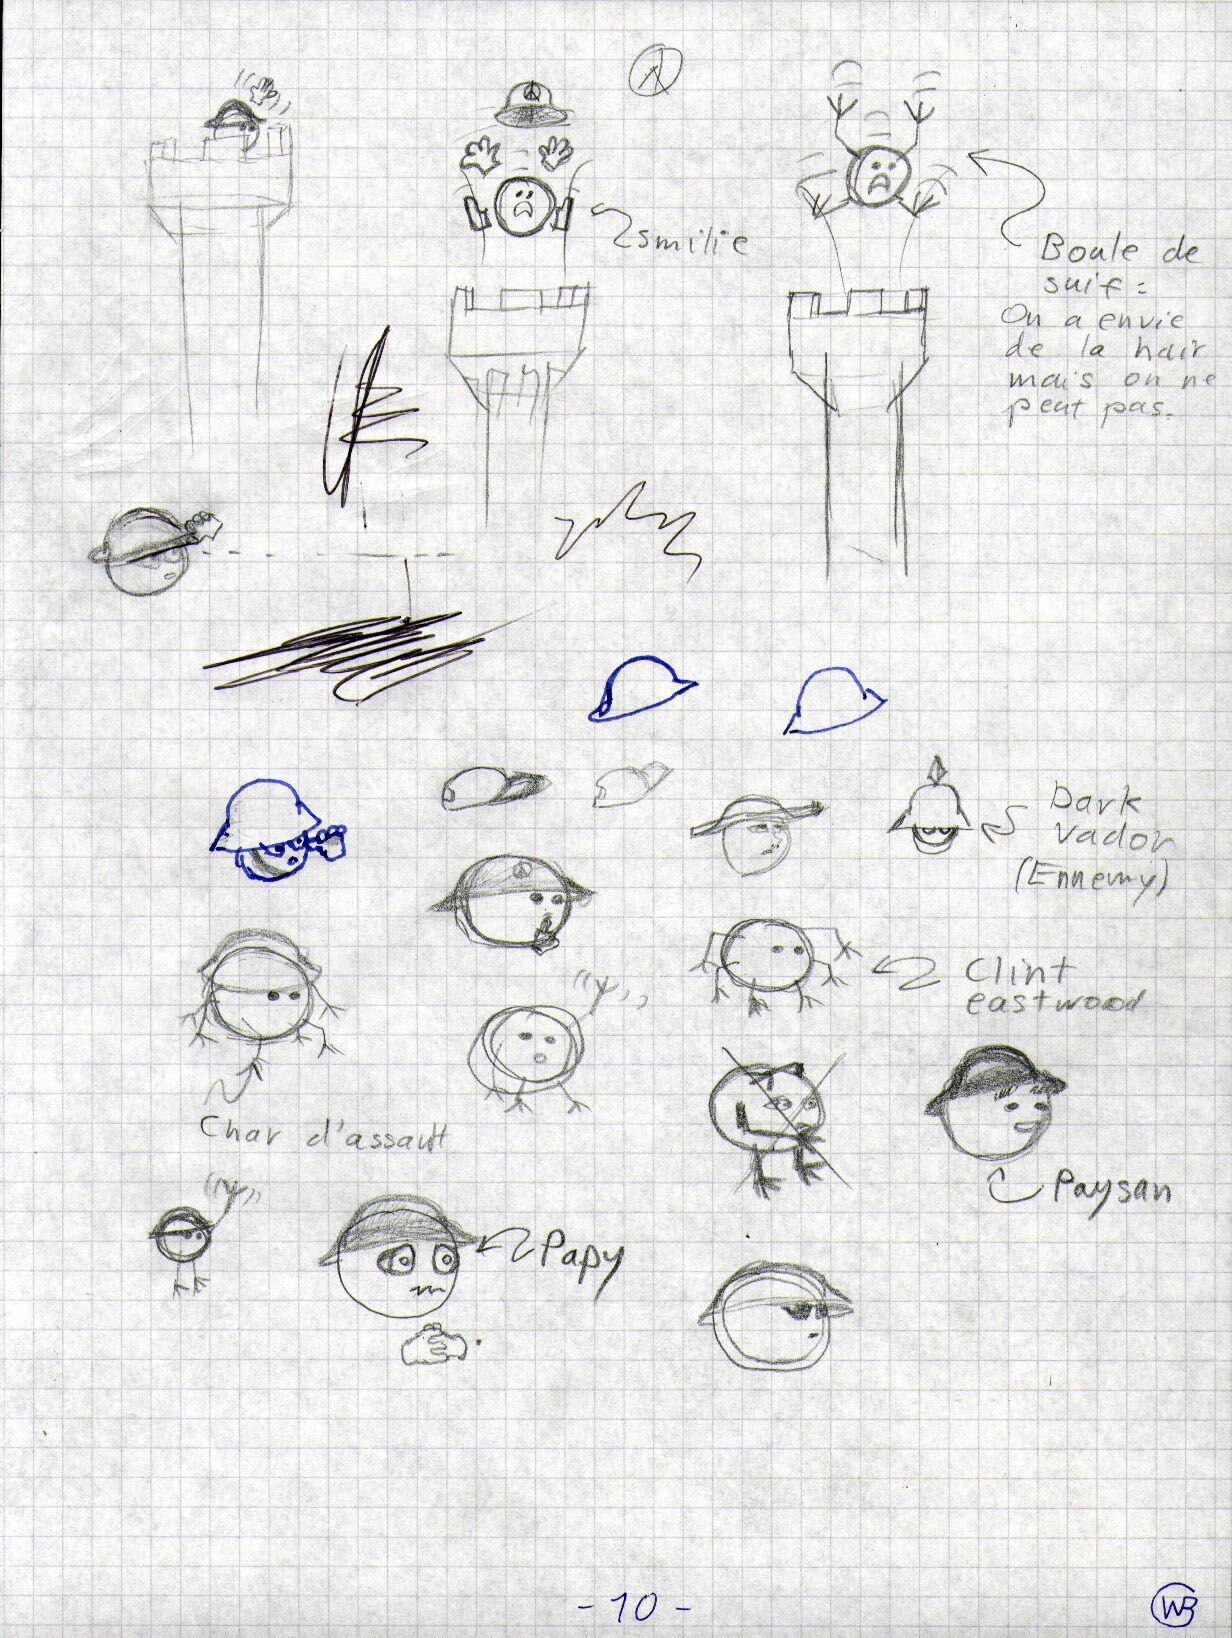 smilie
Boule de
suif :
On a envie
de la hair
mais on ne
peut pas.
Dark
vador
(Ennemy)
Clint
eastwood
Char d'assaut
Paysan
Papy
- 10 -
WB